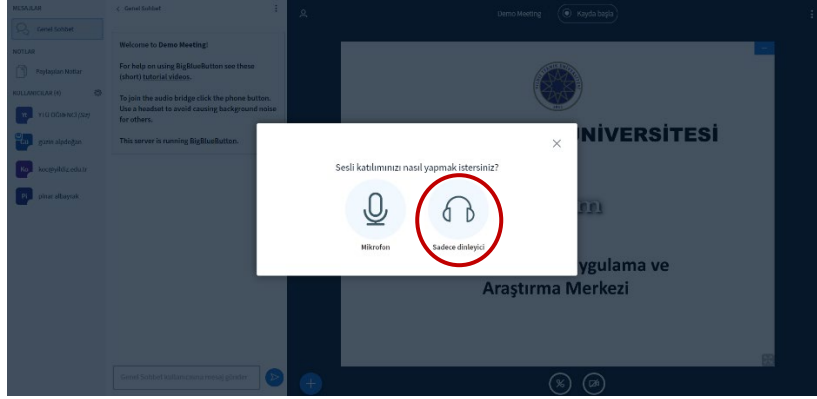 Genel Sohbet
Demo Meeting
Kayda başla
Genel Sohbet
NOTLAR
Paylaşılan Notlar
Welcome to Demo Meeting!
For help on using BigBlueButton see these
(short) tutorial videos.
To join the audio bridge click the phone button.
Use a headset to avoid causing background noise
for others.
This server is running BigBlueButton.
NİVERSİTESİ
Sesli katılımınızı nasıl yapmak istersiniz?
Mikrofon
Sadece dinleyici
ygulama ve
Araştırma Merkezi